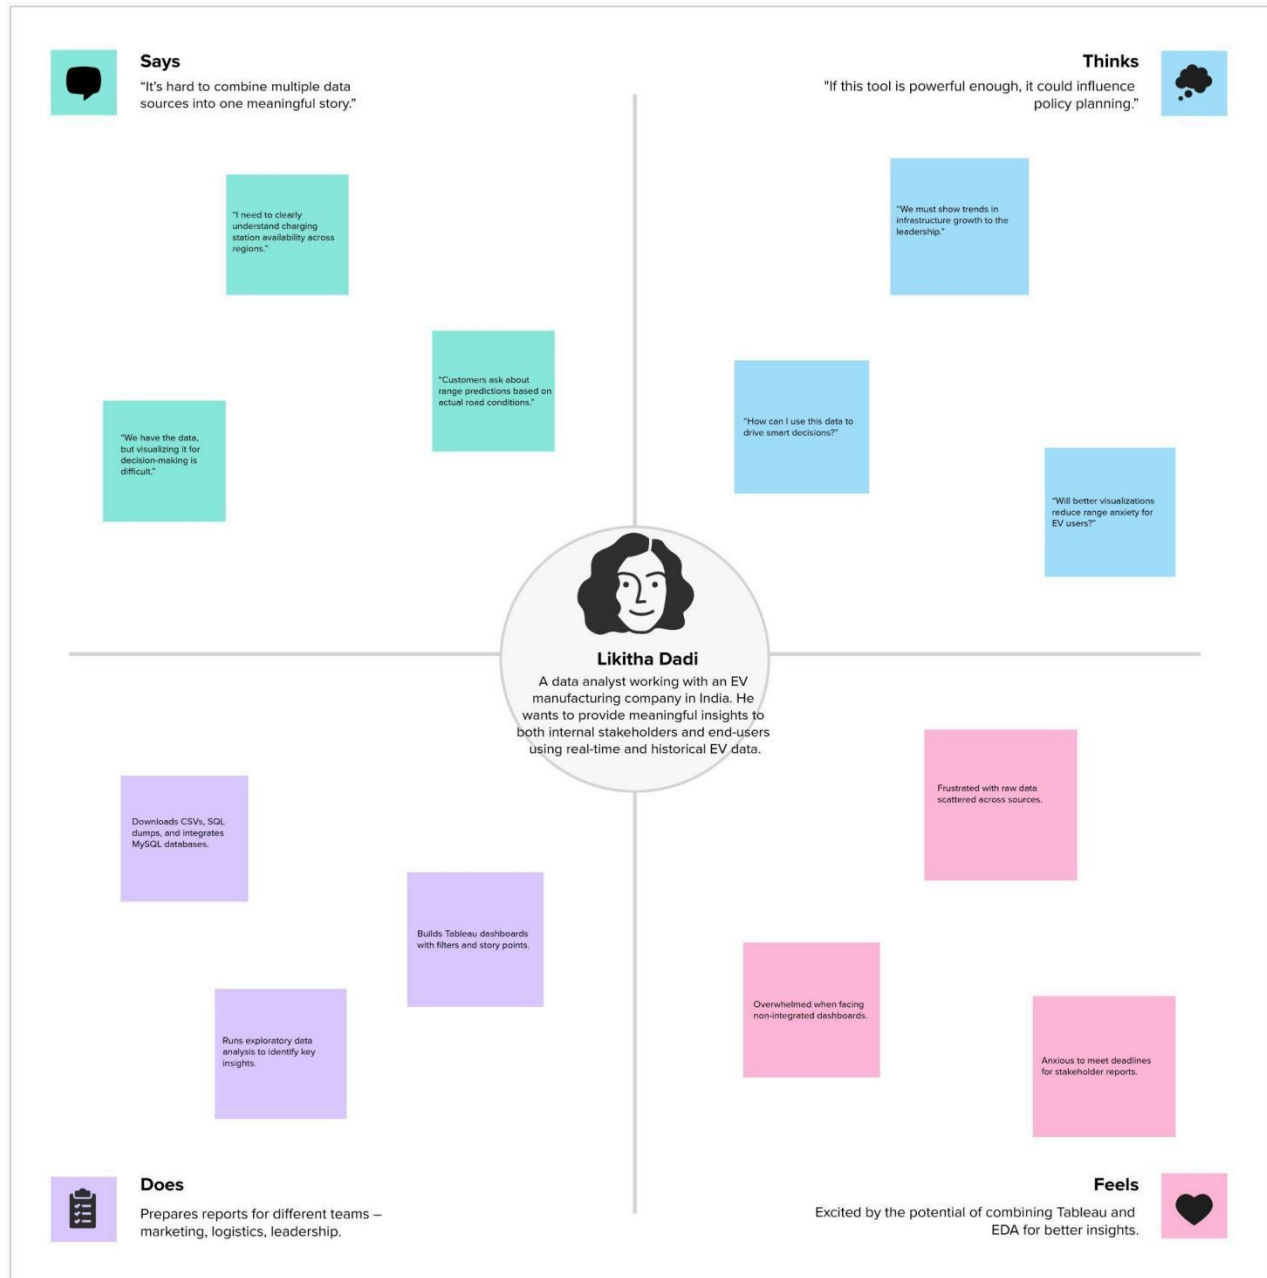 Says
“It’s hard to combine multiple data
sources into one meaningful story.”
“I need to clearly
understand charging
station availability across
regions.”
“Customers ask about
range predictions based on
actual road conditions.”
“We have the data,
but visualizing it for
decision-making is
difficult.”
Thinks
"If this tool is powerful enough, it could influence
policy planning.”
“We must show trends in
infrastructure growth to the
leadership.”
“How can I use this data to
drive smart decisions?”
“Will better visualizations
reduce range anxiety for
EV users?”
Likitha Dadi
A data analyst working with an EV
manufacturing company in India. He
wants to provide meaningful insights to
both internal stakeholders and end-users
using real-time and historical EV data.
Downloads CSVs, SQL
dumps, and integrates
MySQL databases.
Builds Tableau dashboards
with filters and story points.
Runs exploratory data
analysis to identify key
insights.
Does
Prepares reports for different teams –
marketing, logistics, leadership.
Frustrated with raw data
scattered across sources.
Overwhelmed when facing
non-integrated dashboards.
Anxious to meet deadlines
for stakeholder reports.
Feels
Excited by the potential of combining Tableau and
EDA for better insights.